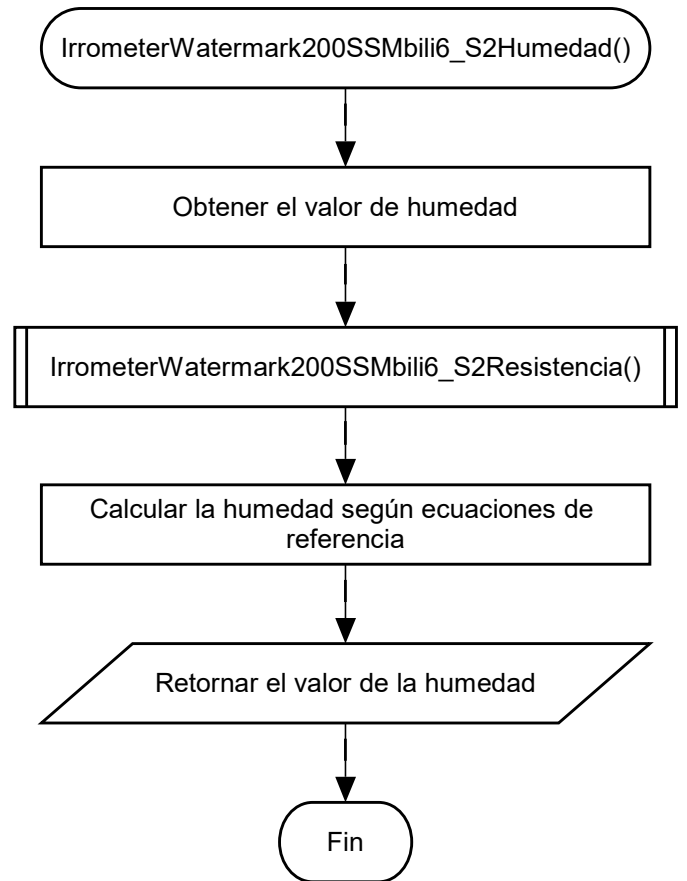 IrrometerWatermark200SSMbili6_S2Humedad()
Obtener el valor de humedad
IrrometerWatermark200SSMbili6_S2Resistencia()
Calcular la humedad según ecuaciones de
referencia
Retornar el valor de la humedad
Fin